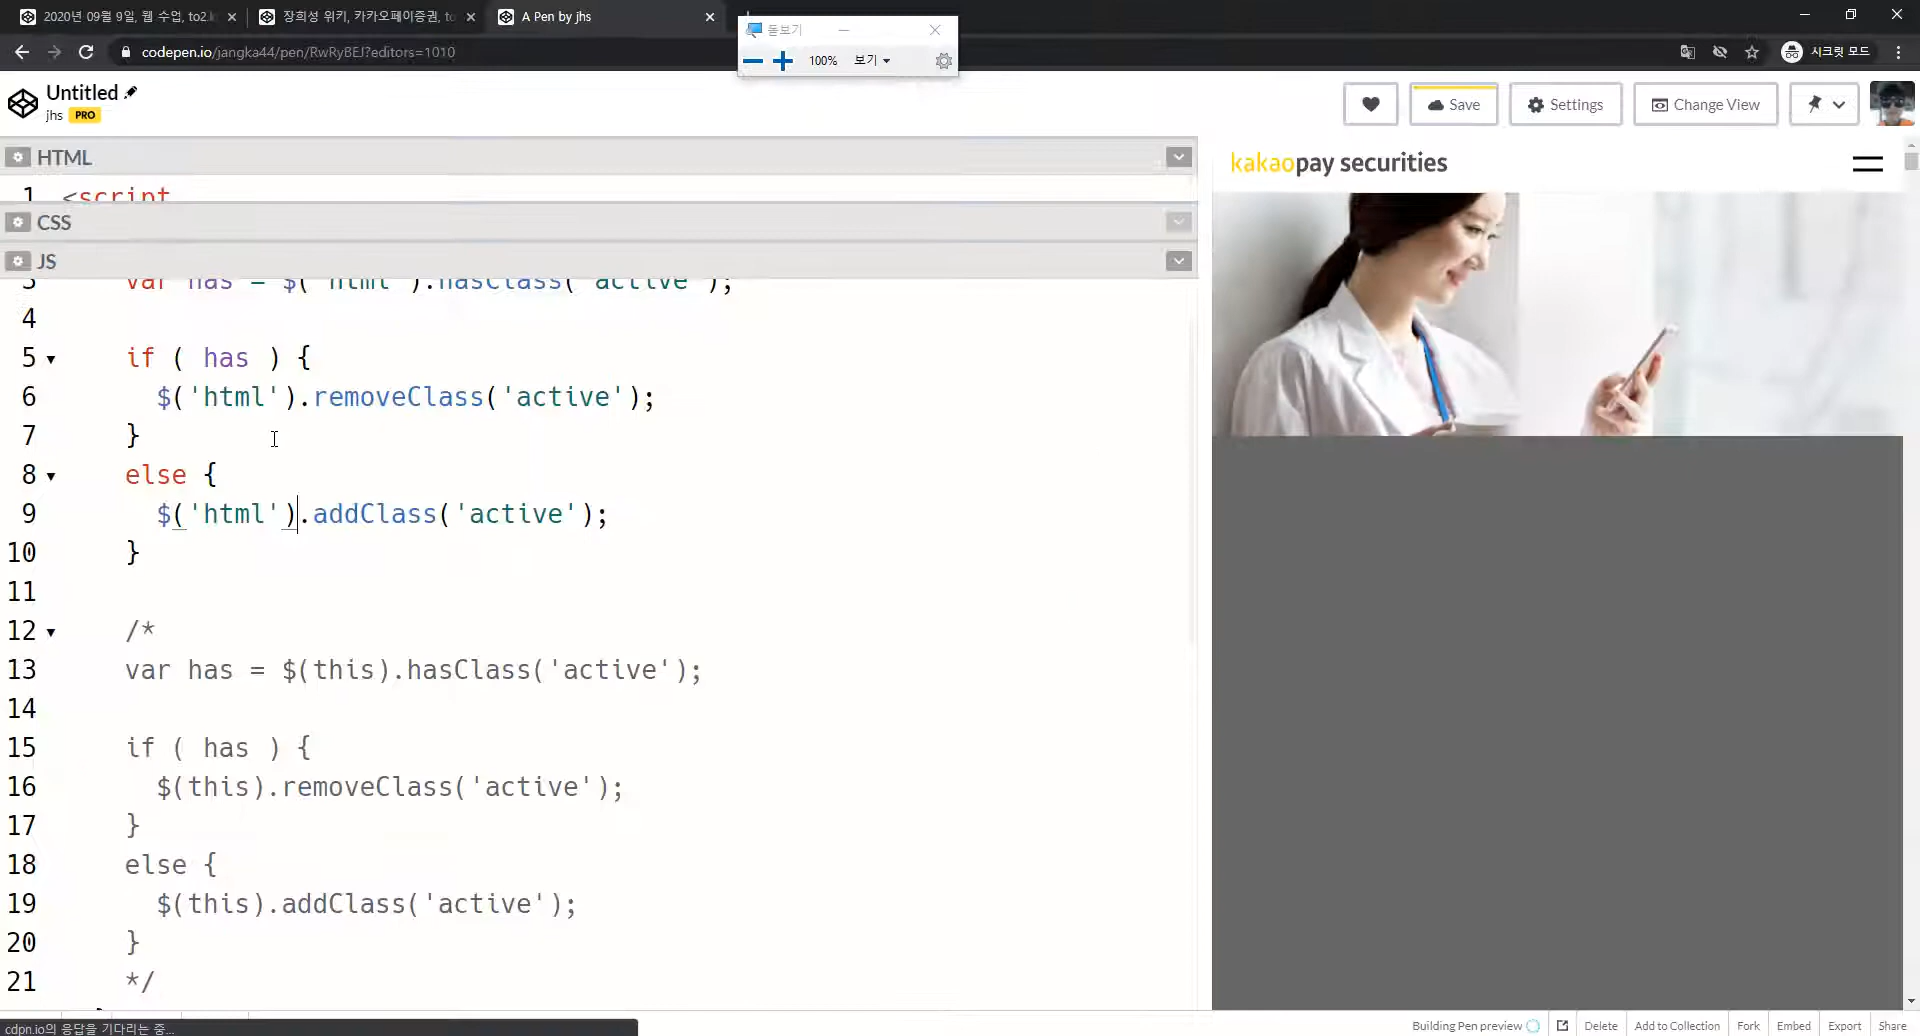 2020년 09월 9일, 웹 수업, to2.
장희성 위키, 카카오페이증권, to
A Pen by jhs
돋보기
codepen.io/jangka44/pen/RwRyBEJ?editors=1010
시크릿 모드
100%
보기
Untitled
jhs PRO
Save
Settings
Change View
HTML
1 <script
CSS
JS
3 var has = $('html').hasClass('active');
4
5 if ( has ) {
6 $('html').removeClass('active');
7 }
8 else {
9 $('html').addClass('active');
10 }
11
12 /*
13 var has = $(this).hasClass('active');
14
15 if ( has ) {
16 $(this).removeClass('active');
17 }
18 else {
19 $(this).addClass('active');
20 }
21 */
kakaopay securities
cdpn.io의 응답을 기다리는 중...
Building Pen preview
Delete
Add to Collection
Fork
Embed
Export
Share